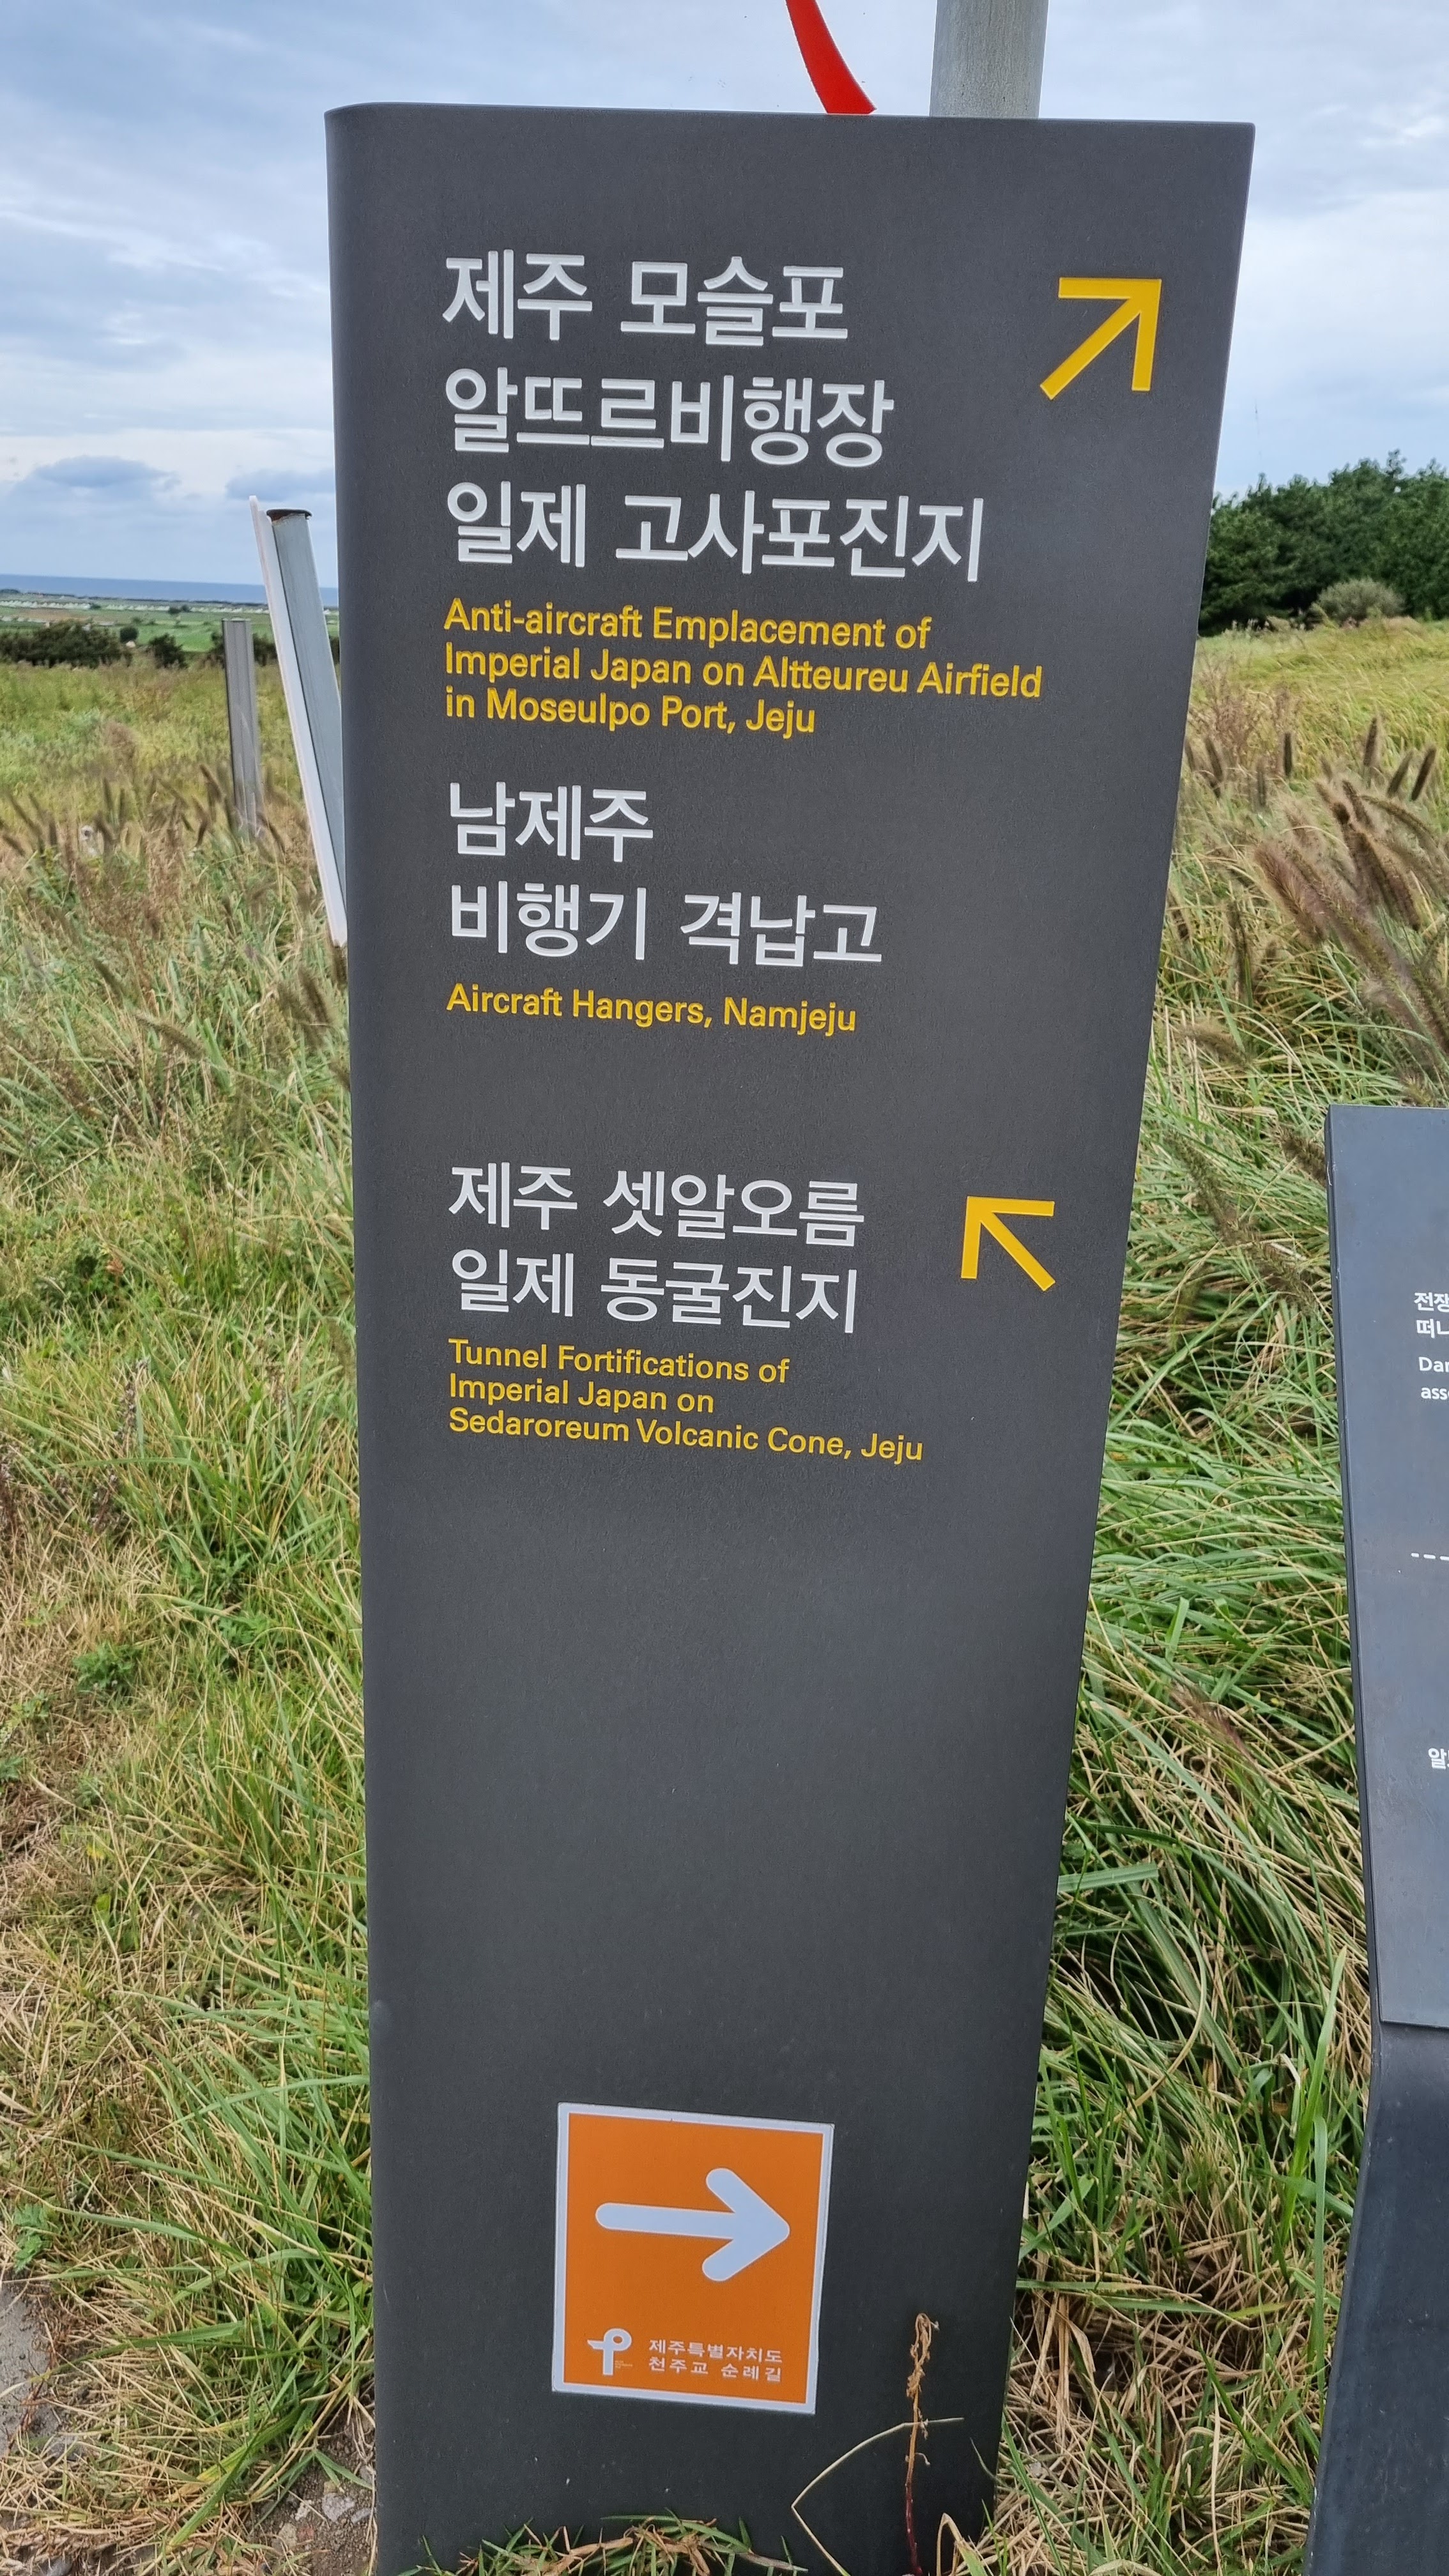 제주 모슬포
알뜨르비행장
일제 고사포진지
Anti-aircraft Emplacement of
Imperial Japan on Altteureu Airfield
in Moseulpo Port, Jeju
남제주
비행기 격납고
Aircraft Hangers, Namjeju
제주 셋알오름
일제 동굴진지
Tunnel Fortifications of
Imperial Japan on
Sedaroreum Volcanic Cone, Jeju
제주특별자치도
천주교 순례길